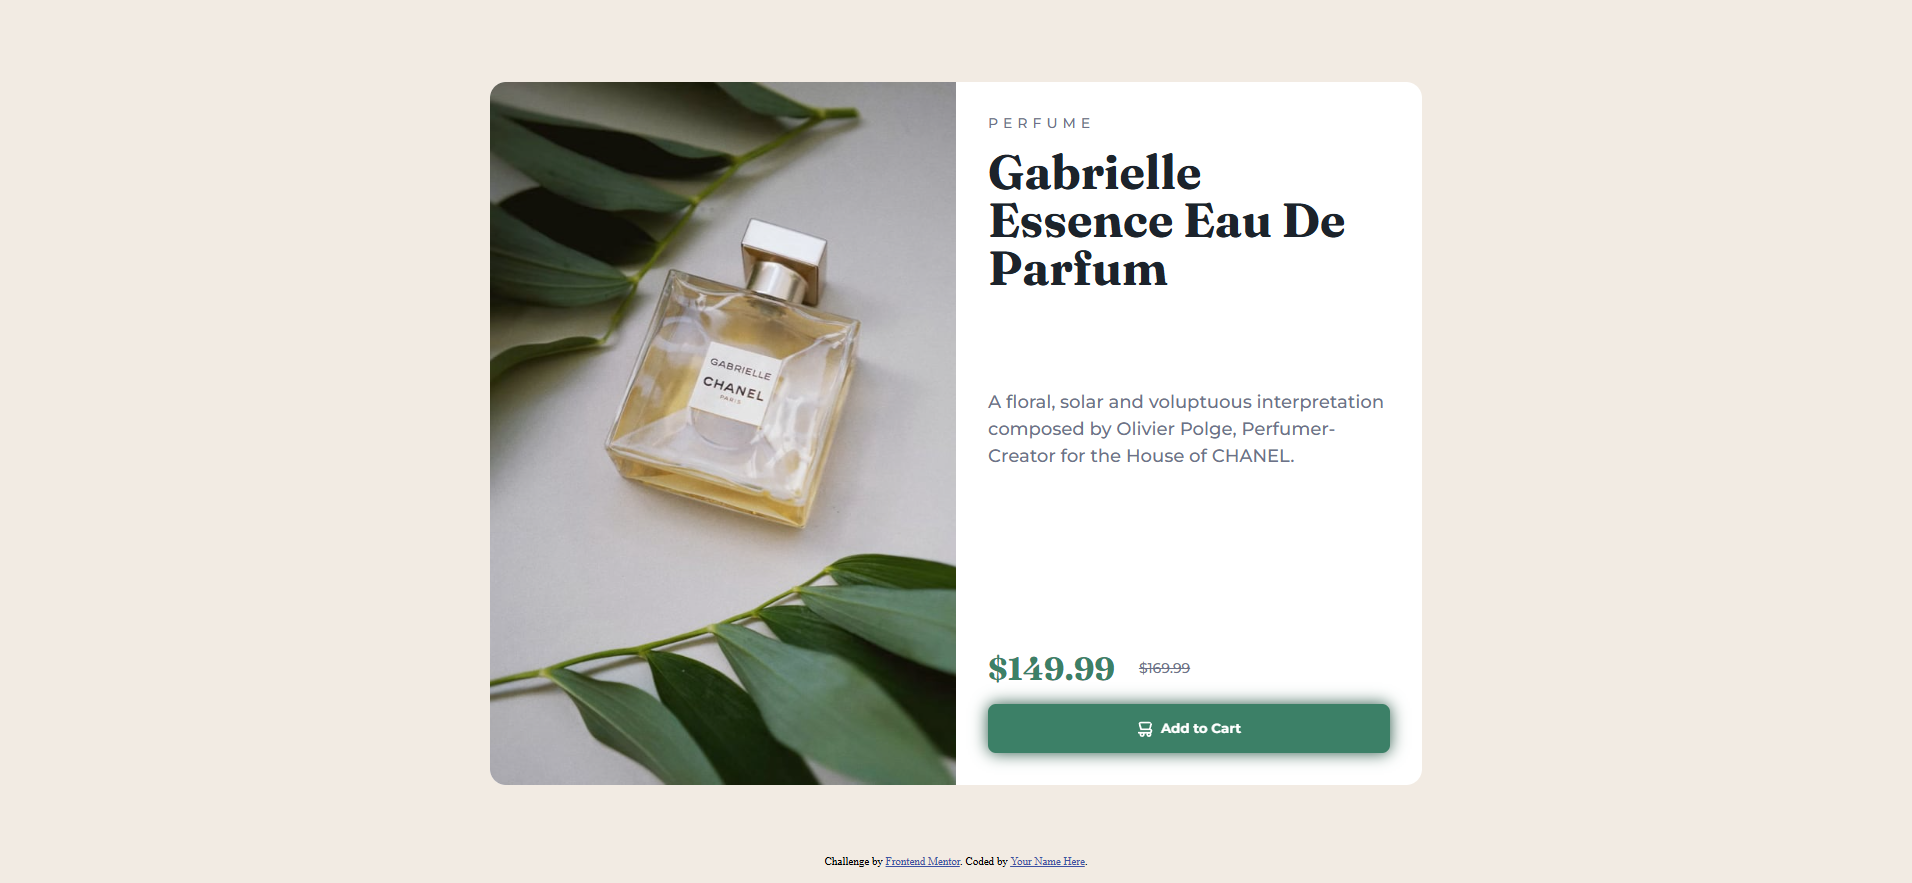 GABRIELLE
CHANEL
PARIS
PERFUME
Gabrielle
Essence Eau De
Parfum
A floral, solar and voluptuous interpretation
composed by Olivier Polge, Perfumer-
Creator for the House of CHANEL.
$149.99 $169.99
Add to Cart
Challenge by Frontend Mentor. Coded by Your Name Here.